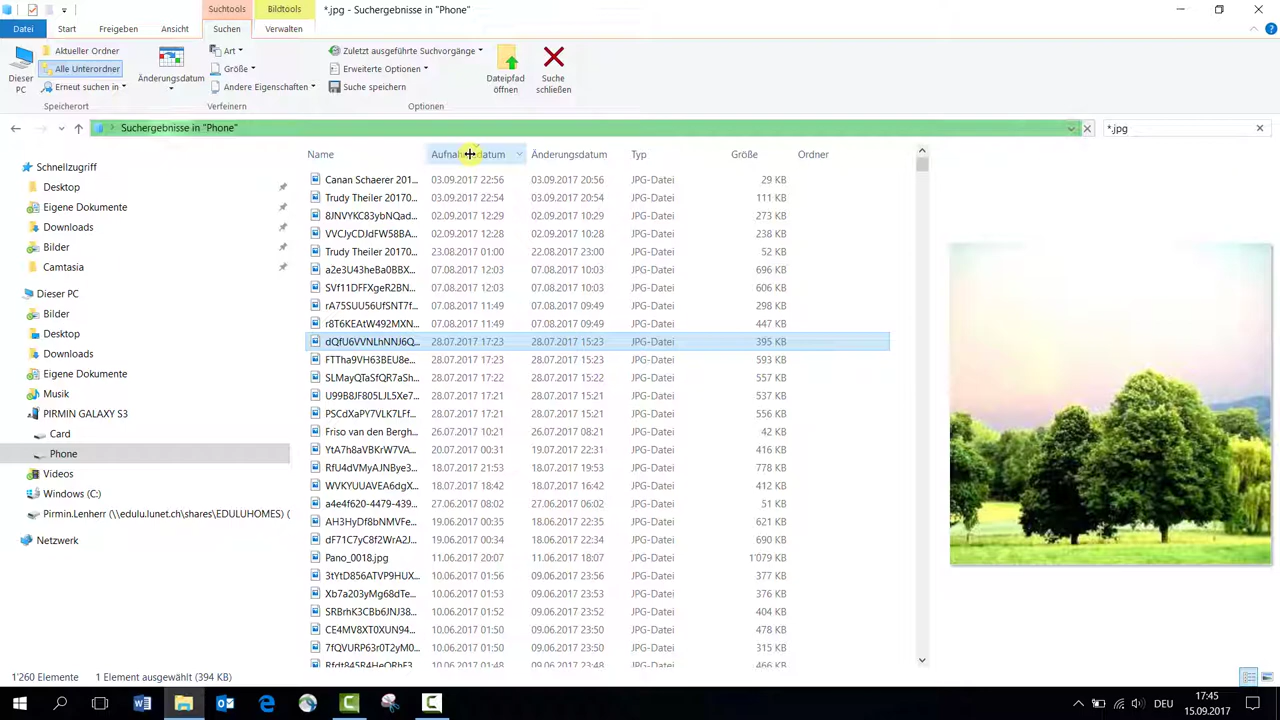 Suchtools Bildtools *.jpg - Suchergebnisse in "Phone"
Datei Start Freigeben Ansicht Suchen Verwalten
Dieser PC
Aktueller Ordner
Alle Unterordner
Erneut suchen in
Speicherort
Änderungsdatum
Art
Größe
Andere Eigenschaften
Verfeinern
Zuletzt ausgeführte Suchvorgänge
Erweiterte Optionen
Suche speichern
Dateipfad öffnen
Optionen
Suche schließen
Suchergebnisse in "Phone" *.jpg
Schnellzugriff
Desktop
Eigene Dokumente
Downloads
Bilder
Camtasia
Dieser PC
Bilder
Desktop
Downloads
Eigene Dokumente
Musik
PIRMIN GALAXY S3
Card
Phone
Videos
Windows (C:)
Pirmin.Lenherr (\\edulu.lunet.ch\shares\EDULUHOMES) (
Netzwerk
Name Aufnahmedatum Änderungsdatum Typ Größe Ordner
Canan Schaerer 201... 03.09.2017 22:56 03.09.2017 20:56 JPG-Datei 29 KB
Trudy Theiler 20170... 03.09.2017 22:54 03.09.2017 20:54 JPG-Datei 111 KB
8JNVYKC83ybNQad... 02.09.2017 12:29 02.09.2017 10:29 JPG-Datei 273 KB
VVCJyCDJdFW58BA... 02.09.2017 12:28 02.09.2017 10:28 JPG-Datei 238 KB
Trudy Theiler 20170... 23.08.2017 01:00 22.08.2017 23:00 JPG-Datei 52 KB
a2e3U43heBa0BBX... 07.08.2017 12:03 07.08.2017 10:03 JPG-Datei 696 KB
SVf11DFFXgeR2BN... 07.08.2017 12:03 07.08.2017 10:03 JPG-Datei 606 KB
rA75SUU56UfSNT7f... 07.08.2017 11:49 07.08.2017 09:49 JPG-Datei 298 KB
r8T6KEAtW492MXN... 07.08.2017 11:49 07.08.2017 09:49 JPG-Datei 447 KB
dQfU6VVNLhNNJ6Q... 28.07.2017 17:23 28.07.2017 15:23 JPG-Datei 395 KB
FTTha9VH63BEU8e... 28.07.2017 17:23 28.07.2017 15:23 JPG-Datei 593 KB
SLMayQTaSfQR7aSh... 28.07.2017 17:22 28.07.2017 15:22 JPG-Datei 557 KB
U99B8JF805LJL5x... 28.07.2017 17:21 28.07.2017 15:21 JPG-Datei 537 KB
PSCdXaPY7VLK7LFf... 28.07.2017 17:21 28.07.2017 15:21 JPG-Datei 556 KB
Friso van den Bergh... 26.07.2017 10:21 26.07.2017 08:21 JPG-Datei 42 KB
YtA7h8aVBKrW7VA... 20.07.2017 00:31 19.07.2017 22:31 JPG-Datei 416 KB
RfU4dVMyAJNBye3... 18.07.2017 21:53 18.07.2017 19:53 JPG-Datei 778 KB
WVKYUUAVEA6dgX... 18.07.2017 18:42 18.07.2017 16:42 JPG-Datei 412 KB
a4e4f620-4479-439... 27.06.2017 08:02 27.06.2017 06:02 JPG-Datei 51 KB
AH3HyDf8bNMVFe... 19.06.2017 00:35 18.06.2017 22:35 JPG-Datei 621 KB
dF71C7yC8f2WrA2J... 19.06.2017 00:34 18.06.2017 22:34 JPG-Datei 690 KB
Pano_0018.jpg 11.06.2017 20:07 11.06.2017 18:07 JPG-Datei 1'079 KB
3tYtD856ATVP9HUX... 10.06.2017 01:56 09.06.2017 23:56 JPG-Datei 377 KB
Xb7a203yMg68dTe... 10.06.2017 01:53 09.06.2017 23:53 JPG-Datei 376 KB
SRBrhK3CBb6JNJ3... 10.06.2017 01:52 09.06.2017 23:52 JPG-Datei 404 KB
CE4MV8XT0XUN94... 10.06.2017 01:50 09.06.2017 23:50 JPG-Datei 478 KB
7fQVURP63r0T2yM0... 10.06.2017 01:50 09.06.2017 23:50 JPG-Datei 315 KB
Rfdt845R4HeQRhF3... 10.06.2017 01:48 09.06.2017 23:48 JPG-Datei 466 KB
1'260 Elemente 1 Element ausgewählt (394 KB)
DEU 17:45
15.09.2017